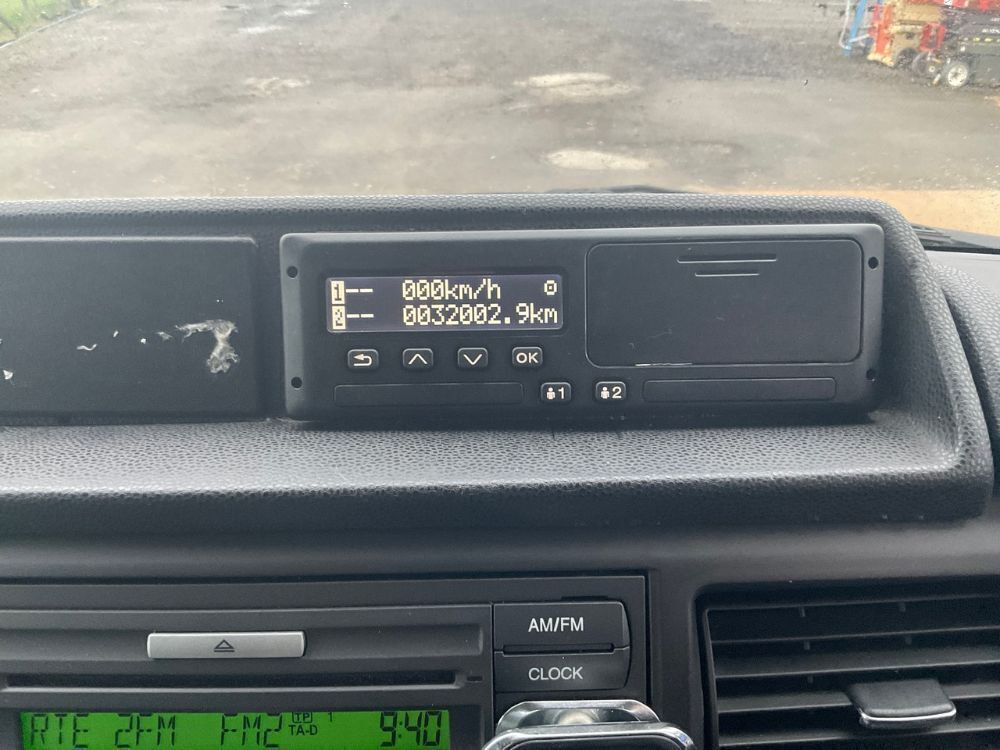 1 -- 000km/h
2 -- 0032002.9km
OK
1 2
AM/FM
CLOCK
RTE 2FM FM2 TP 1 TA-D 9:40